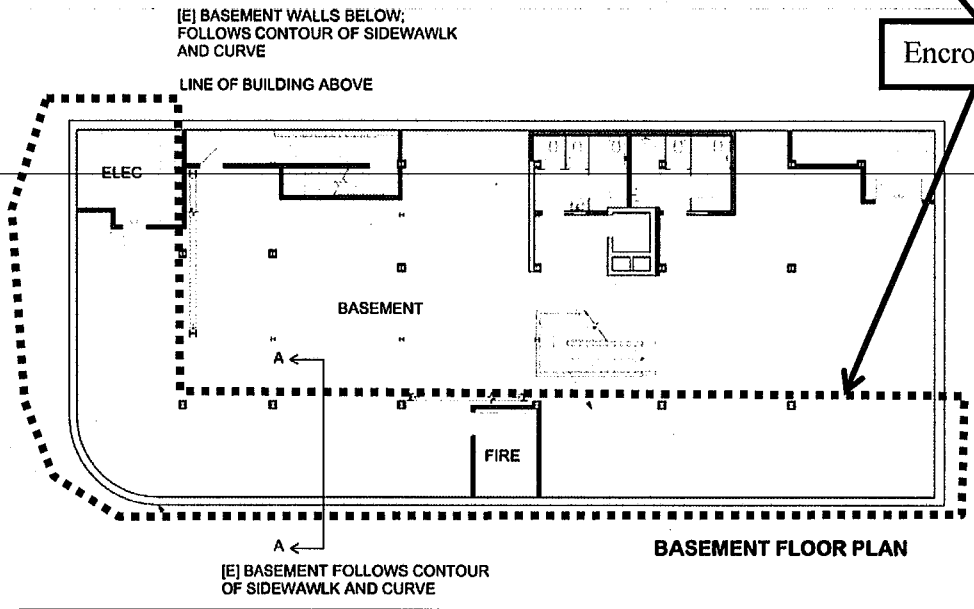 [E] BASEMENT WALLS BELOW;
FOLLOWS CONTOUR OF SIDEWAWLK
AND CURVE
LINE OF BUILDING ABOVE
Encro
ELEC
BASEMENT
A
FIRE
A
BASEMENT FLOOR PLAN
[E] BASEMENT FOLLOWS CONTOUR
OF SIDEWAWLK AND CURVE